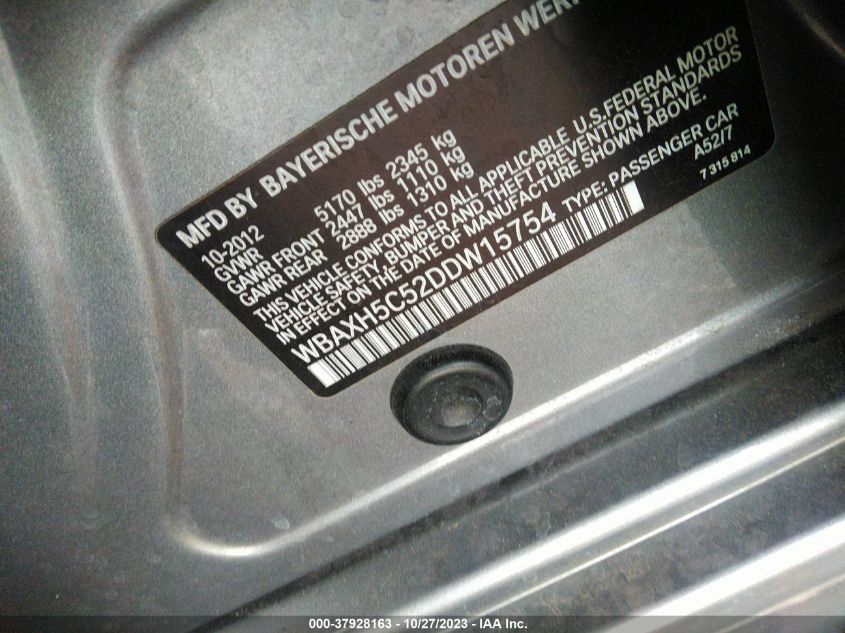 MFD BY BAYERISCHE MOTOREN
10-2012
GVWR 5170 lbs 2345 kg
GAWR FRONT 2447 lbs 1110 kg
GAWR REAR 2888 lbs 1310 kg
THIS VEHICLE CONFORMS TO ALL APPLICABLE U.S. FEDERAL MOTOR
VEHICLE SAFETY, BUMPER AND THEFT PREVENTION STANDARDS
IN EFFECT ON THE DATE OF MANUFACTURE SHOWN ABOVE.
WBAXH5C52DDW15754 TYPE: PASSENGER CAR
A52/7
7 315 814
000-37928163 - 10/27/2023 - IAA Inc.